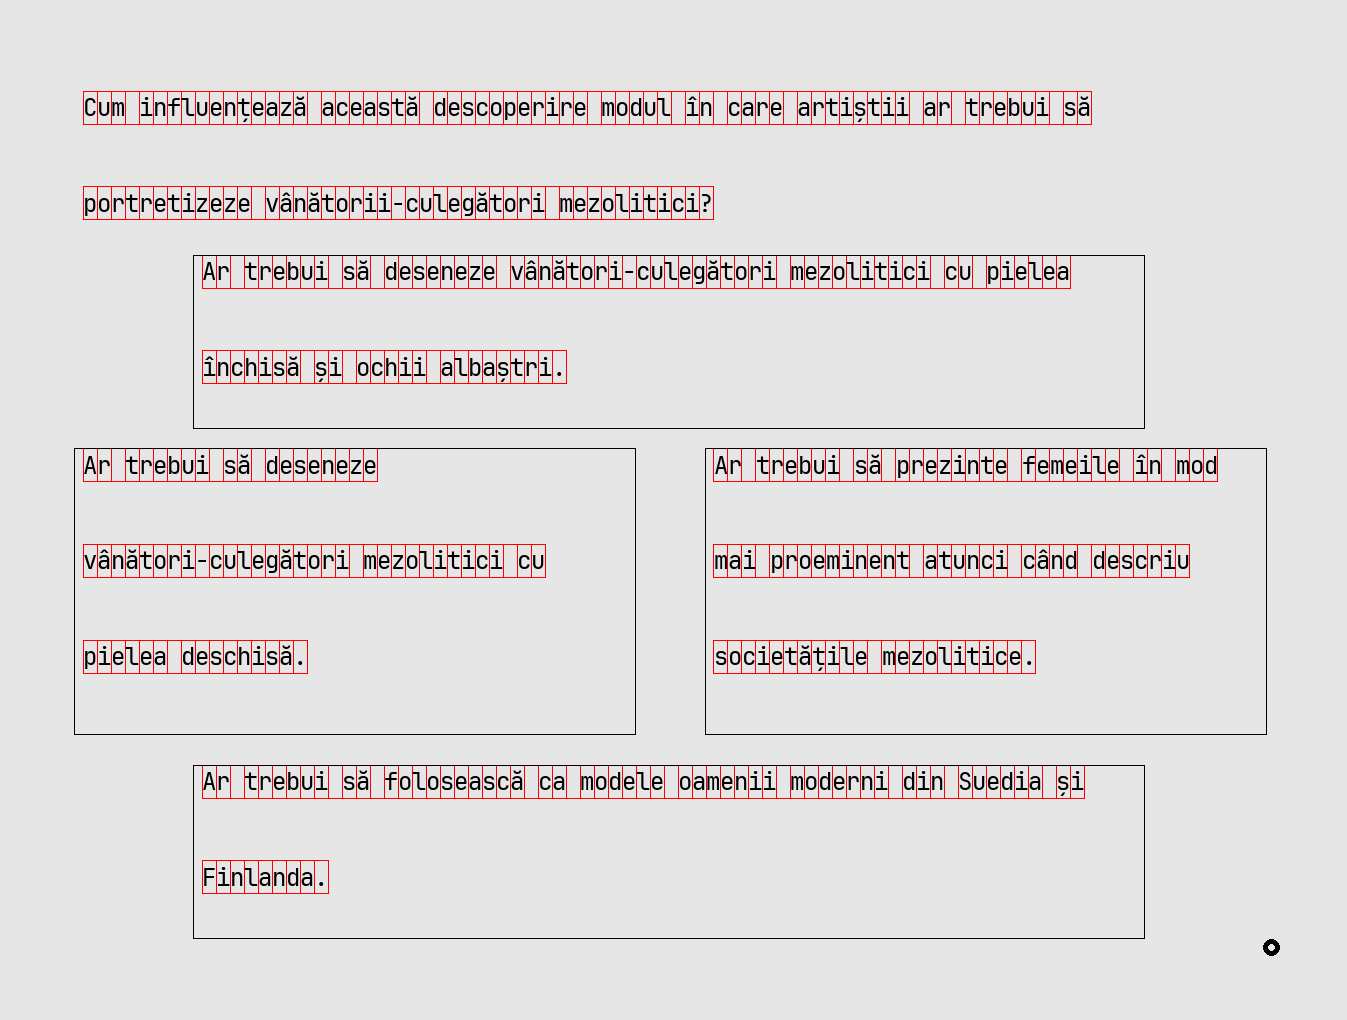 Cum influențează această descoperire modul în care artiștii ar trebui să
portretizeze vânătorii-culegători mezolitici?
Ar trebui să deseneze vânători-culegători mezolitici cu pielea
închisă și ochii albaștri.
Ar trebui să deseneze
vânători-culegători mezolitici cu
pielea deschisă.
Ar trebui să prezinte femeile în mod
mai proeminent atunci când descriu
societățile mezolitice.
Ar trebui să folosească ca modele oamenii moderni din Suedia și
Finlanda.